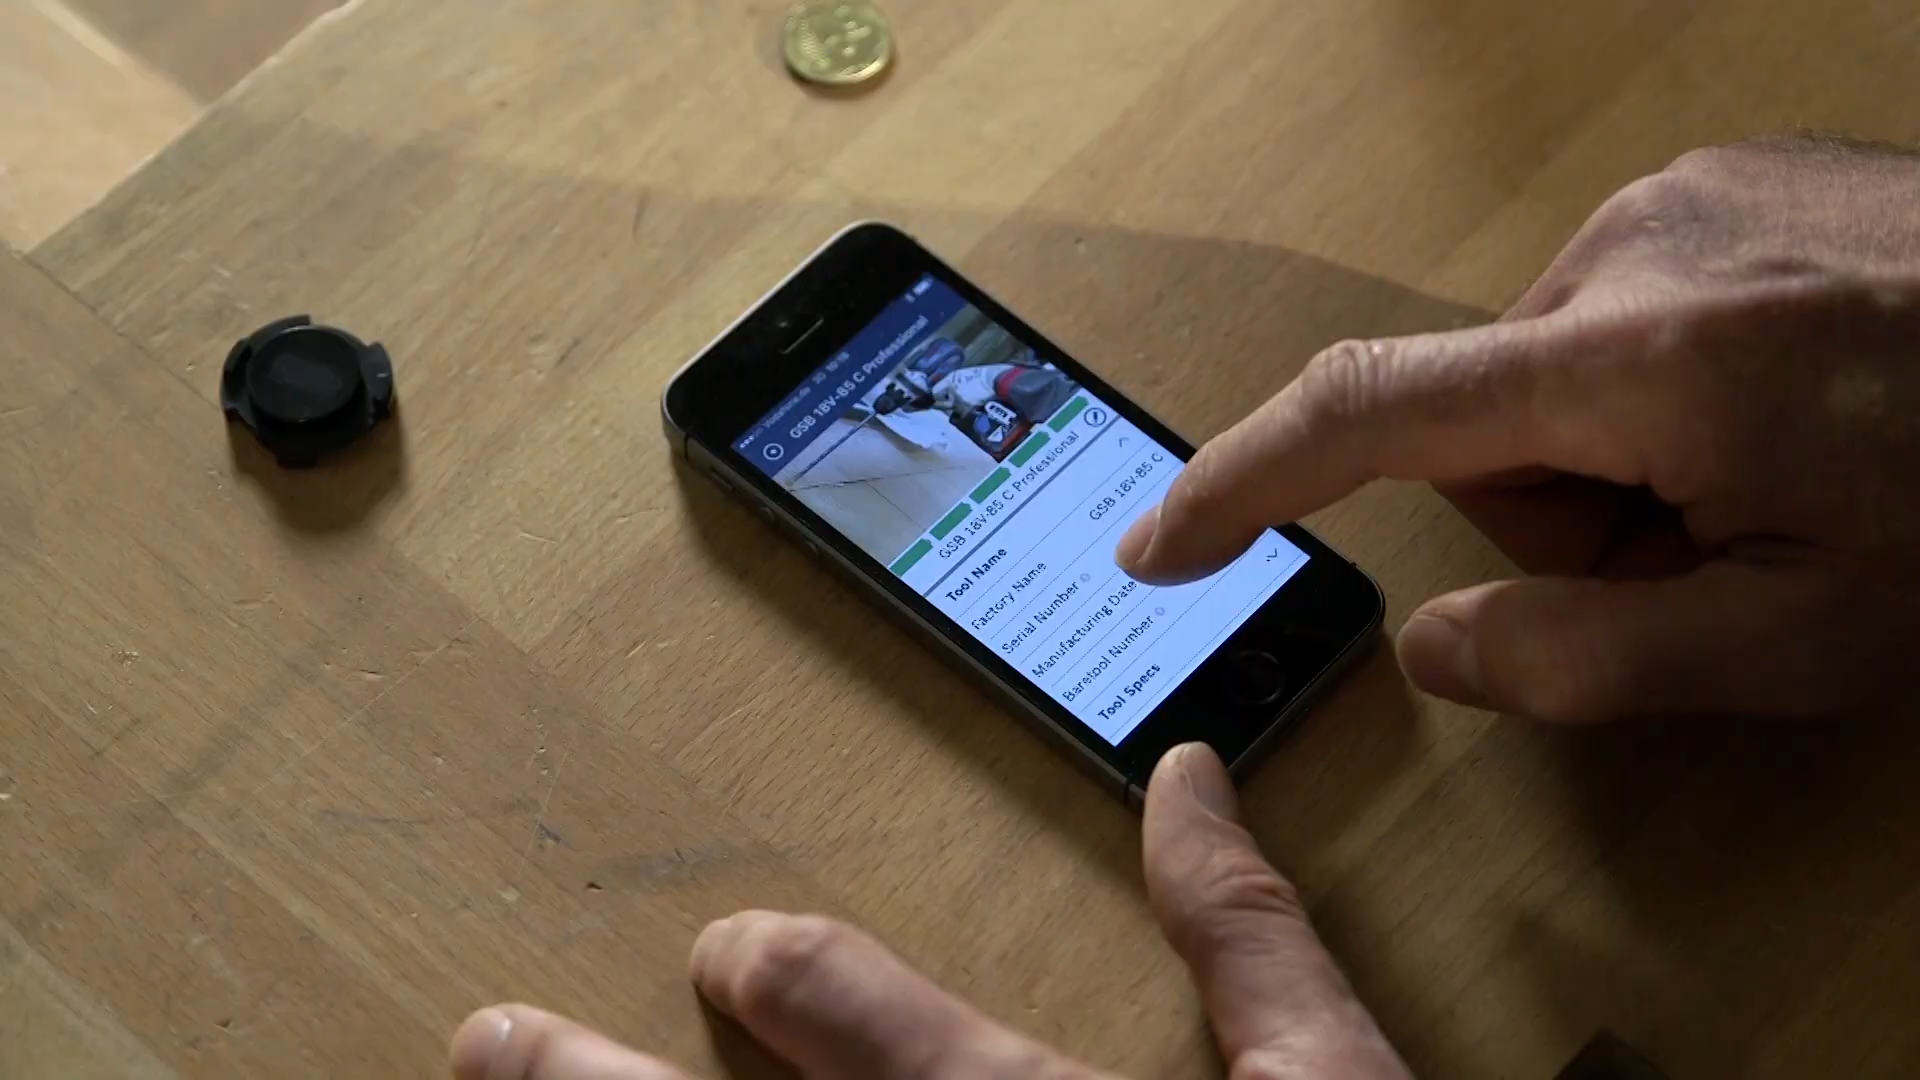 GSB 18V-85 C Professional
GSB 18V-85 C Professional
Tool Name
Factory Name GSB 18V-85 C
Serial Number
Manufacturing Date
Baretool Number
Tool Specs